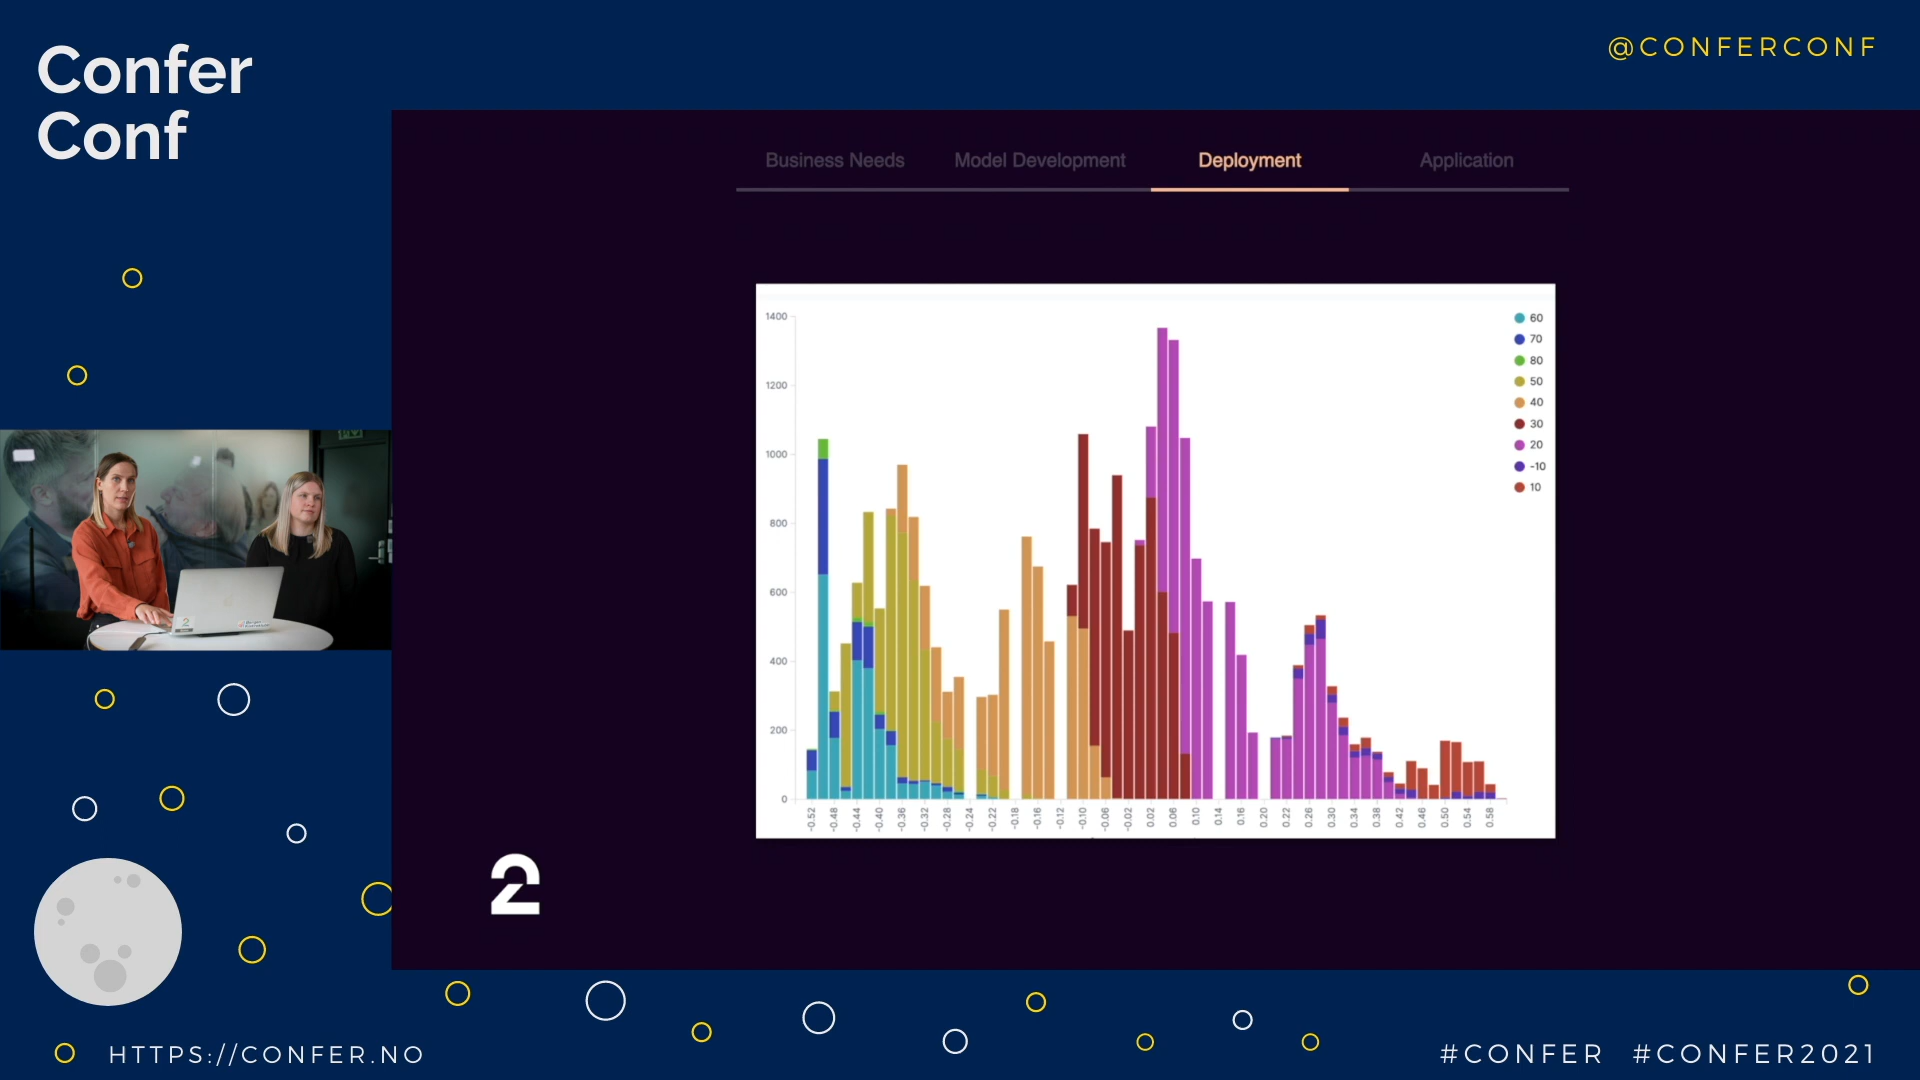 Confer
Conf
@CONFERCONF
Business Needs Model Development Deployment Application
1400
1200
1000
800
600
400
200
0
-0.52 -0.48 -0.44 -0.40 -0.36 -0.32 -0.28 -0.24 -0.22 -0.18 -0.16 -0.12 -0.10 -0.06 -0.02 0.02 0.06 0.10 0.14 0.16 0.20 0.22 0.26 0.30 0.34 0.38 0.42 0.46 0.50 0.54 0.58
60
70
80
50
40
30
20
-10
10
2
HTTPS://CONFER.NO
#CONFER #CONFER2021